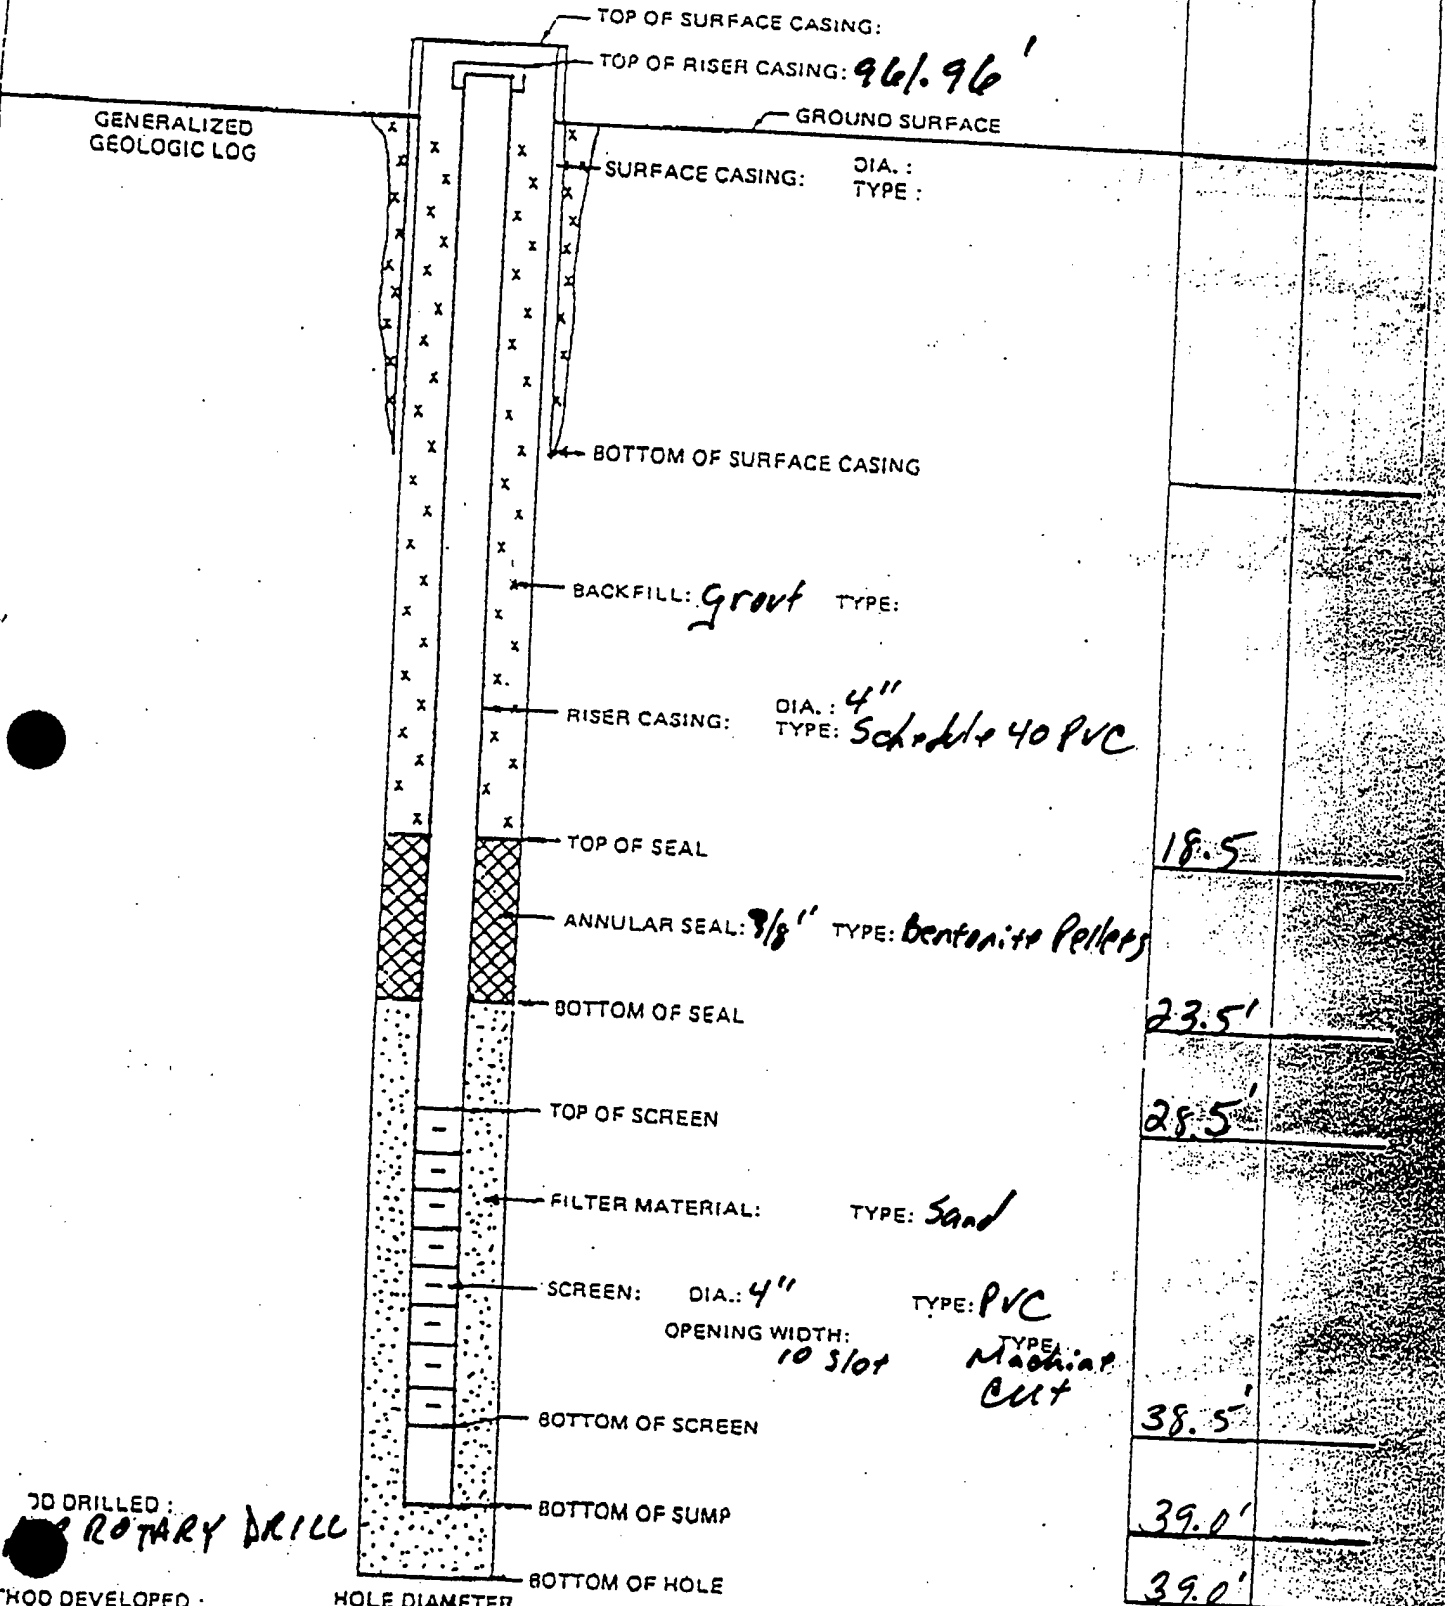 TOP OF SURFACE CASING:
TOP OF RISER CASING: 961.96'
GROUND SURFACE
GENERALIZED
GEOLOGIC LOG
SURFACE CASING: DIA. :
TYPE :
BOTTOM OF SURFACE CASING
BACKFILL: Grout TYPE:
RISER CASING: DIA. : 4"
TYPE: Schedule 40 PVC
TOP OF SEAL 18.5
ANNULAR SEAL: 3/8" TYPE: Bentonite Pellets
BOTTOM OF SEAL 23.5'
TOP OF SCREEN 28.5'
FILTER MATERIAL: TYPE: Sand
SCREEN: DIA.: 4" TYPE: PVC
OPENING WIDTH: TYPE:
10 Slot Machine
Cut
BOTTOM OF SCREEN 38.5'
OD DRILLED :
ROTARY DRILL
BOTTOM OF SUMP 39.0'
BOTTOM OF HOLE 39.0'
THOD DEVELOPED : HOLE DIAMETER